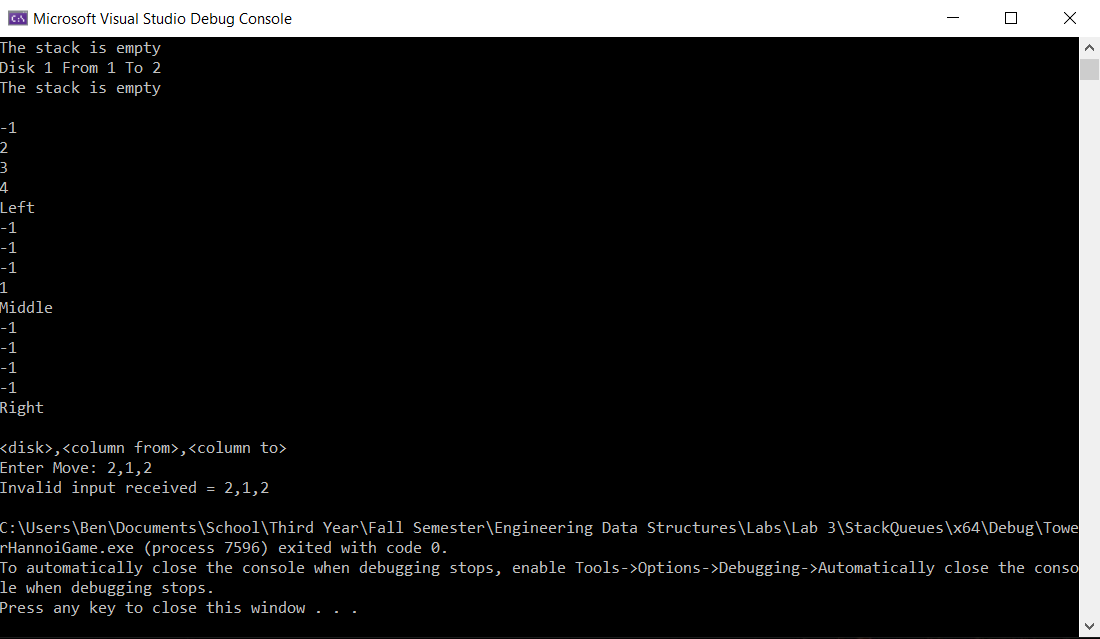 Microsoft Visual Studio Debug Console
The stack is empty
Disk 1 From 1 To 2
The stack is empty
-1
2
3
4
Left
-1
-1
-1
1
Middle
-1
-1
-1
-1
Right
<disk>,<column from>,<column to>
Enter Move: 2,1,2
Invalid input received = 2,1,2
C:\Users\Ben\Documents\School\Third Year\Fall Semester\Engineering Data Structures\Labs\Lab 3\StackQueues\x64\Debug\Towe
rHannoiGame.exe (process 7596) exited with code 0.
To automatically close the console when debugging stops, enable Tools->Options->Debugging->Automatically close the conso
le when debugging stops.
Press any key to close this window . . .